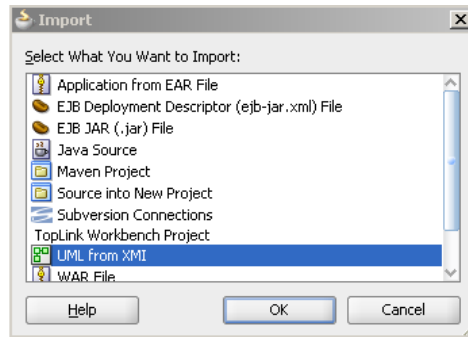 Import
Select What You Want to Import:
Application from EAR File
EJB Deployment Descriptor (ejb-jar.xml) File
EJB JAR (.jar) File
Java Source
Maven Project
Source into New Project
Subversion Connections
TopLink Workbench Project
UML from XMI
WAR File
Help
OK
Cancel